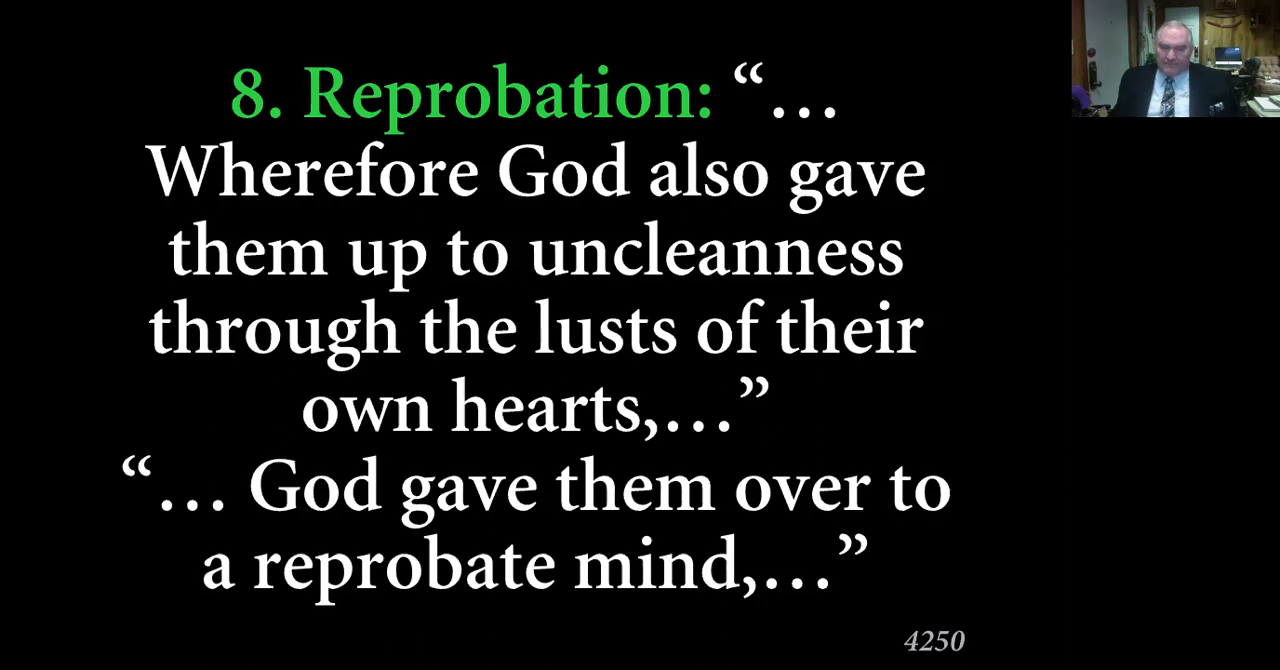 8. Reprobation: “…
Wherefore God also gave
them up to uncleanness
through the lusts of their
own hearts,…”
“… God gave them over to
a reprobate mind,…”
4250